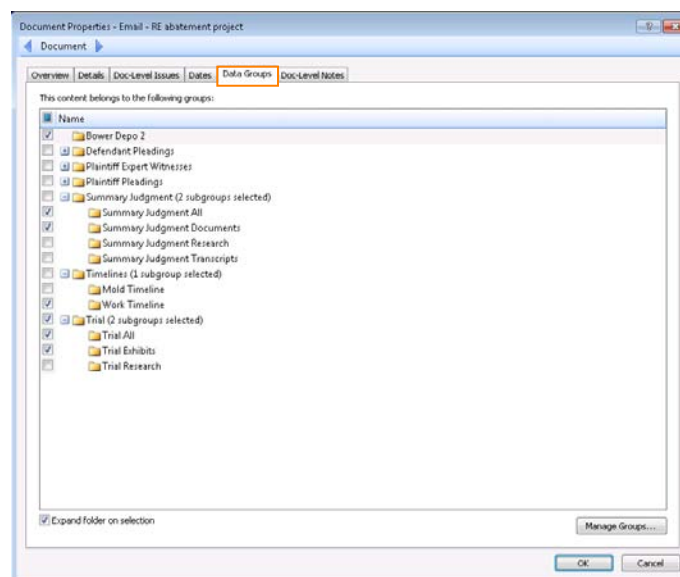 Document Properties - Email - RE abatement project
Document
Overview Details Doc-Level Issues Dates Data Groups Doc-Level Notes
This content belongs to the following groups:
Name
Bower Depo 2
Defendant Pleadings
Plaintiff Expert Witnesses
Plaintiff Pleadings
Summary Judgment (2 subgroups selected)
Summary Judgment All
Summary Judgment Documents
Summary Judgment Research
Summary Judgment Transcripts
Timelines (1 subgroup selected)
Mold Timeline
Work Timeline
Trial (2 subgroups selected)
Trial All
Trial Exhibits
Trial Research
Expand folder on selection
Manage Groups...
OK Cancel